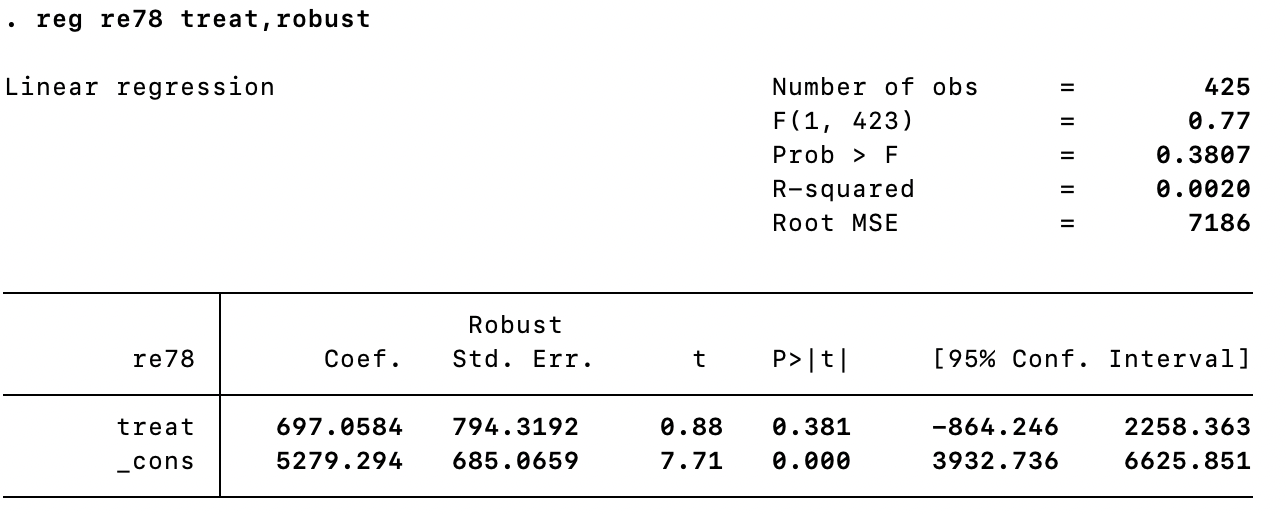 . reg re78 treat,robust
Linear regression Number of obs = 425
F(1, 423) = 0.77
Prob > F = 0.3807
R-squared = 0.0020
Root MSE = 7186
Robust
re78 Coef. Std. Err. t P>|t| [95% Conf. Interval]
treat 697.0584 794.3192 0.88 0.381 -864.246 2258.363
_cons 5279.294 685.0659 7.71 0.000 3932.736 6625.851